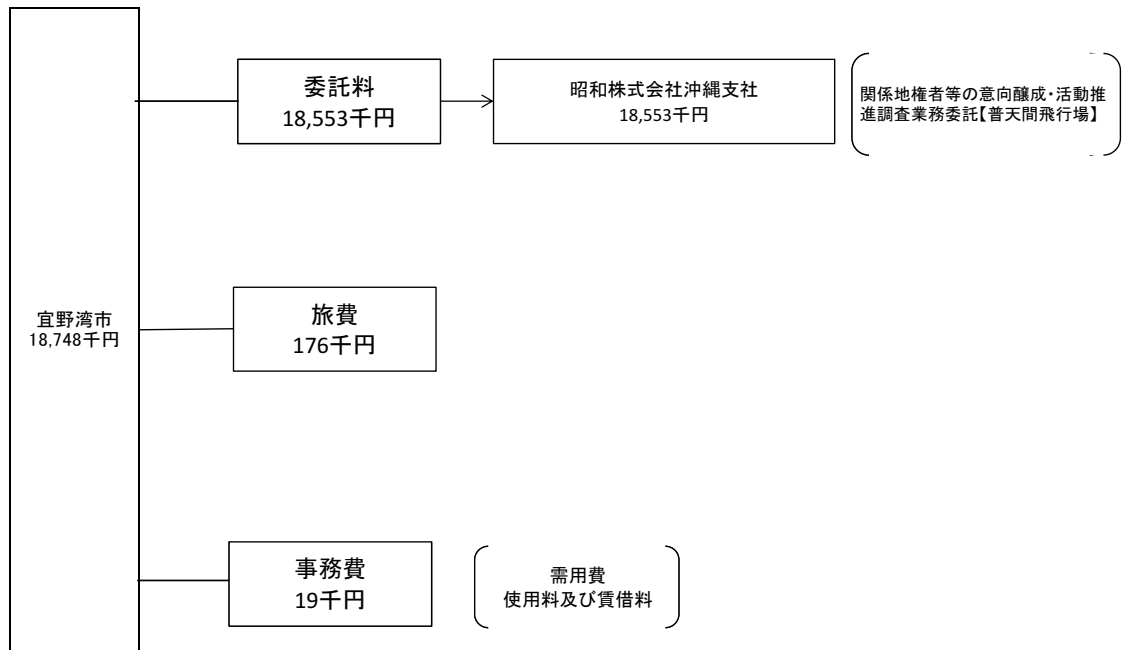 委託料
18,553千円
昭和株式会社沖縄支社
18,553千円
関係地権者等の意向醸成・活動推
進調査業務委託【普天間飛行場】
宜野湾市
18,748千円
旅費
176千円
事務費
19千円
需用費
使用料及び賃借料